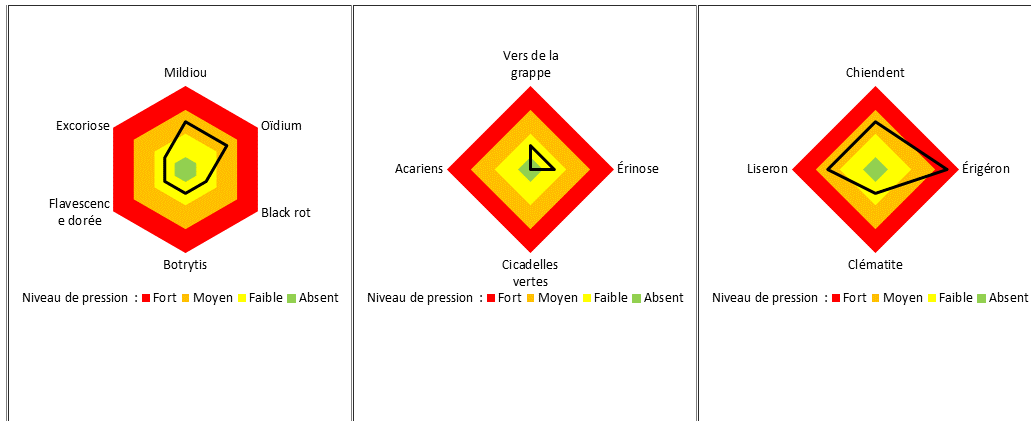 Mildiou
Excoriose
Oïdium
Flavescenc
e dorée
Black rot
Botrytis
Niveau de pression : Fort Moyen Faible Absent
Vers de la
grappe
Acariens
Érinose
Cicadelles
vertes
Niveau de pression : Fort Moyen Faible Absent
Chiendent
Liseron
Érigéron
Clématite
Niveau de pression : Fort Moyen Faible Absent